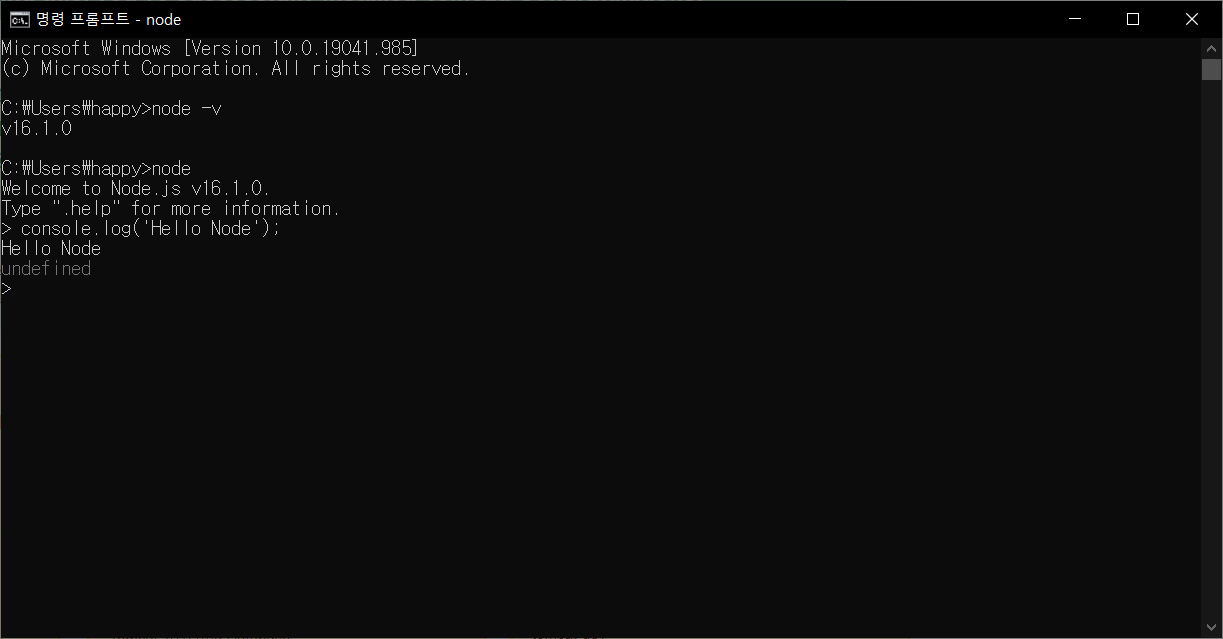 명령 프롬프트 - node
Microsoft Windows [Version 10.0.19041.985]
(c) Microsoft Corporation. All rights reserved.
C:₩Users₩happy>node -v
v16.1.0
C:₩Users₩happy>node
Welcome to Node.js v16.1.0.
Type ".help" for more information.
> console.log('Hello Node');
Hello Node
undefined
>